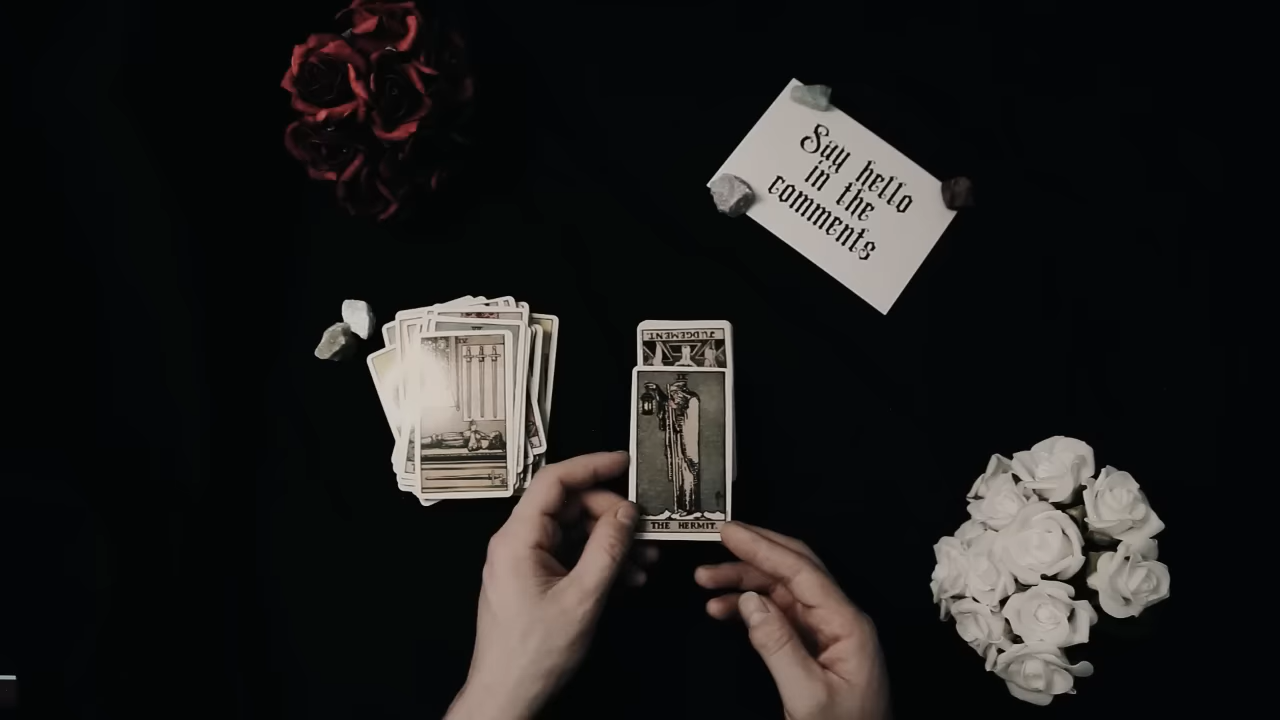 Say hello
in the
comments
JUDGEMENT.
THE HERMIT.